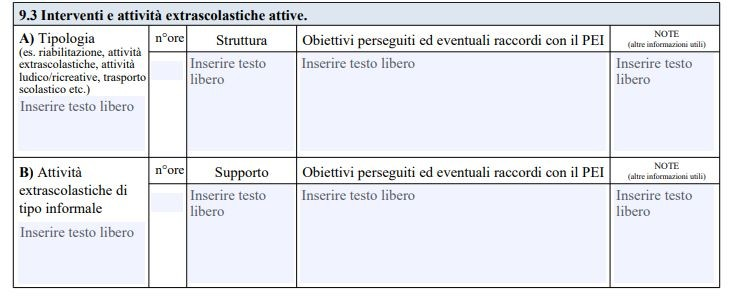 9.3 Interventi e attività extrascolastiche attive.
A) Tipologia
(es. riabilitazione, attività
extrascolastiche, attività
ludico/ricreative, trasporto
scolastico etc.)
Inserire testo libero
n°ore
Struttura
Inserire testo
libero
Obiettivi perseguiti ed eventuali raccordi con il PEI
Inserire testo libero
NOTE
(altre informazioni utili)
Inserire testo
libero
B) Attività
extrascolastiche di
tipo informale
Inserire testo libero
n°ore
Supporto
Inserire testo
libero
Obiettivi perseguiti ed eventuali raccordi con il PEI
Inserire testo libero
NOTE
(altre informazioni utili)
Inserire testo
libero